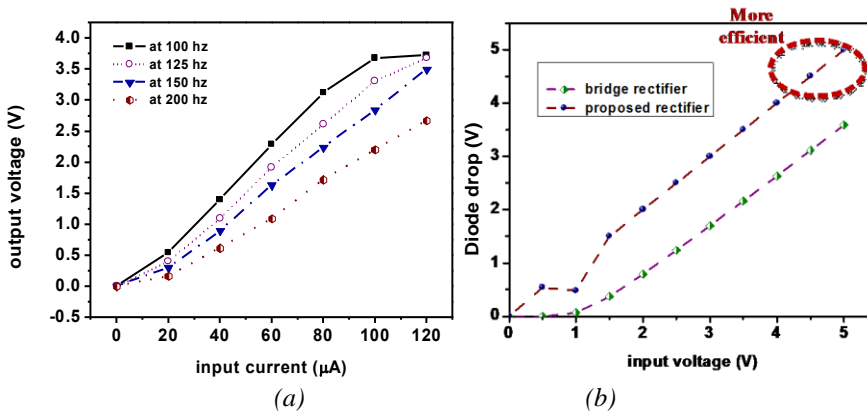 4.0
3.5
3.0
2.5
2.0
1.5
1.0
0.5
0.0
-0.5
output voltage (V)
at 100 hz
at 125 hz
at 150 hz
at 200 hz
0 20 40 60 80 100 120
input current (μA)
(a)
More
efficient
5
4
3
2
1
0
Diode drop (V)
bridge rectifier
proposed rectifier
0 1 2 3 4 5
input voltage (V)
(b)